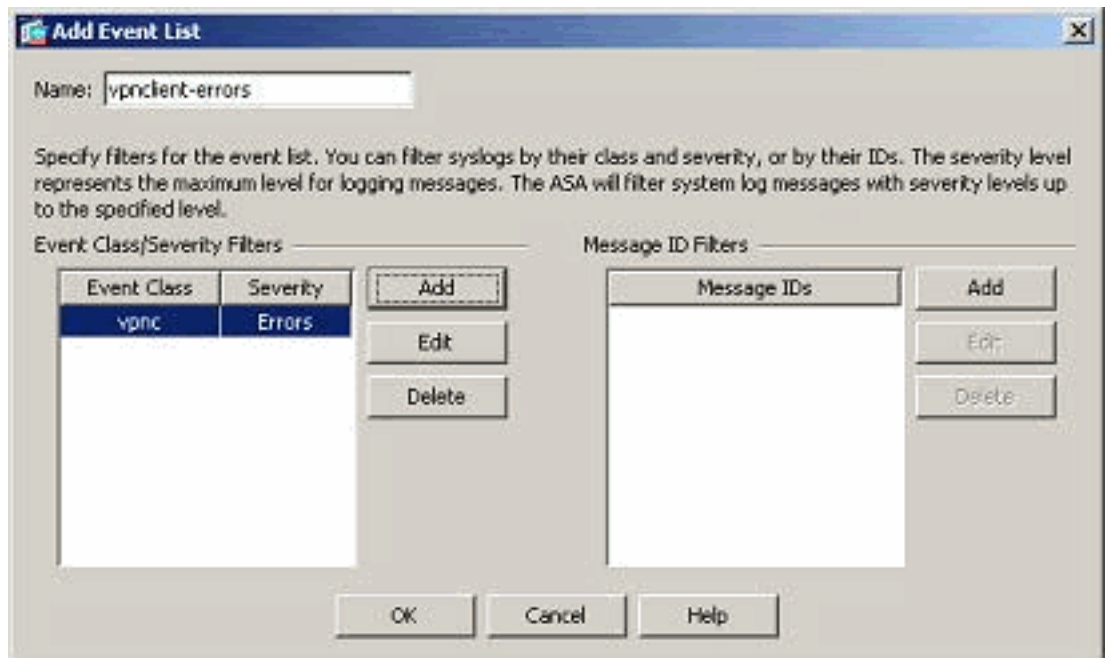 Add Event List
Name: vpnclient-errors
Specify filters for the event list. You can filter syslogs by their class and severity, or by their IDs. The severity level
represents the maximum level for logging messages. The ASA will filter system log messages with severity levels up
to the specified level.
Event Class/Severity Filters
Message ID Filters
Event Class Severity
Add
Message IDs
Add
vpnc Errors
Edit
Edit
Delete
Delete
OK Cancel Help